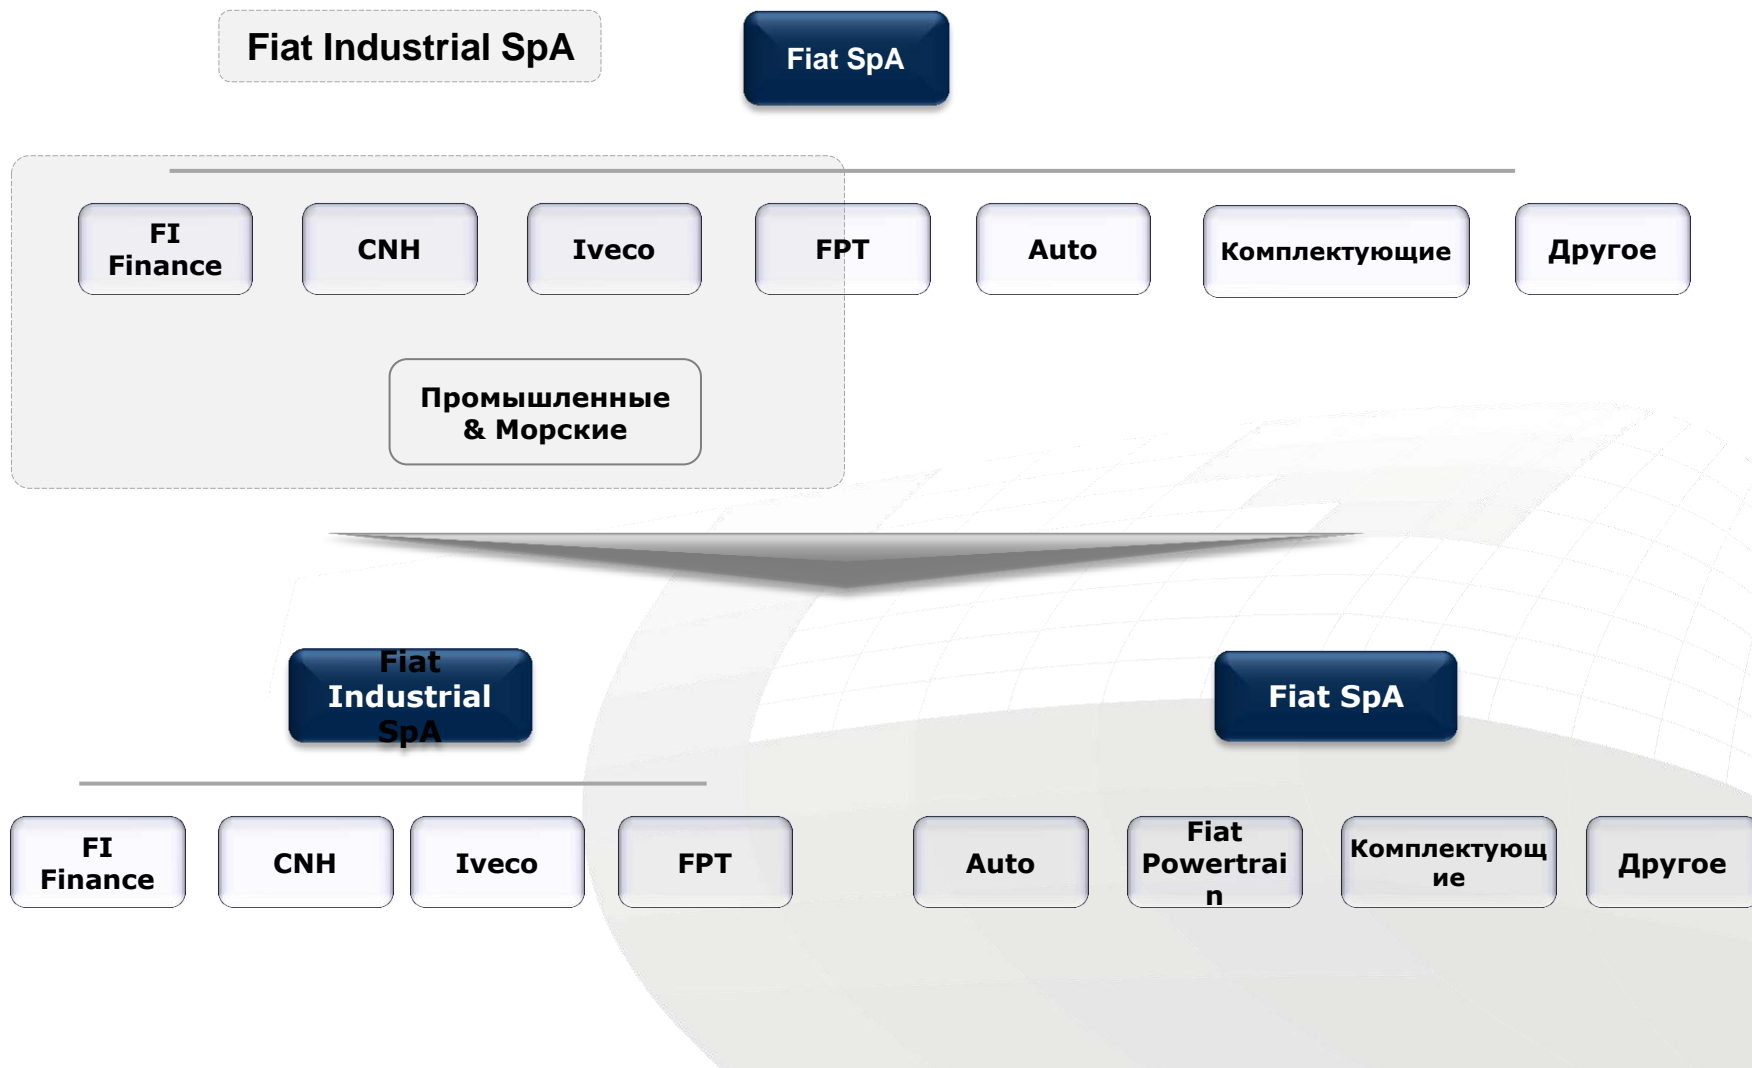 Fiat Industrial SpA
Fiat SpA
FI
Finance
CNH
Iveco
FPT
Auto
Комплектующие
Другое
Промышленные
& Морские
Fiat
Industrial
SpA
Fiat SpA
FI
Finance
CNH
Iveco
FPT
Auto
Fiat
Powertrai
n
Комплектующ
ие
Другое